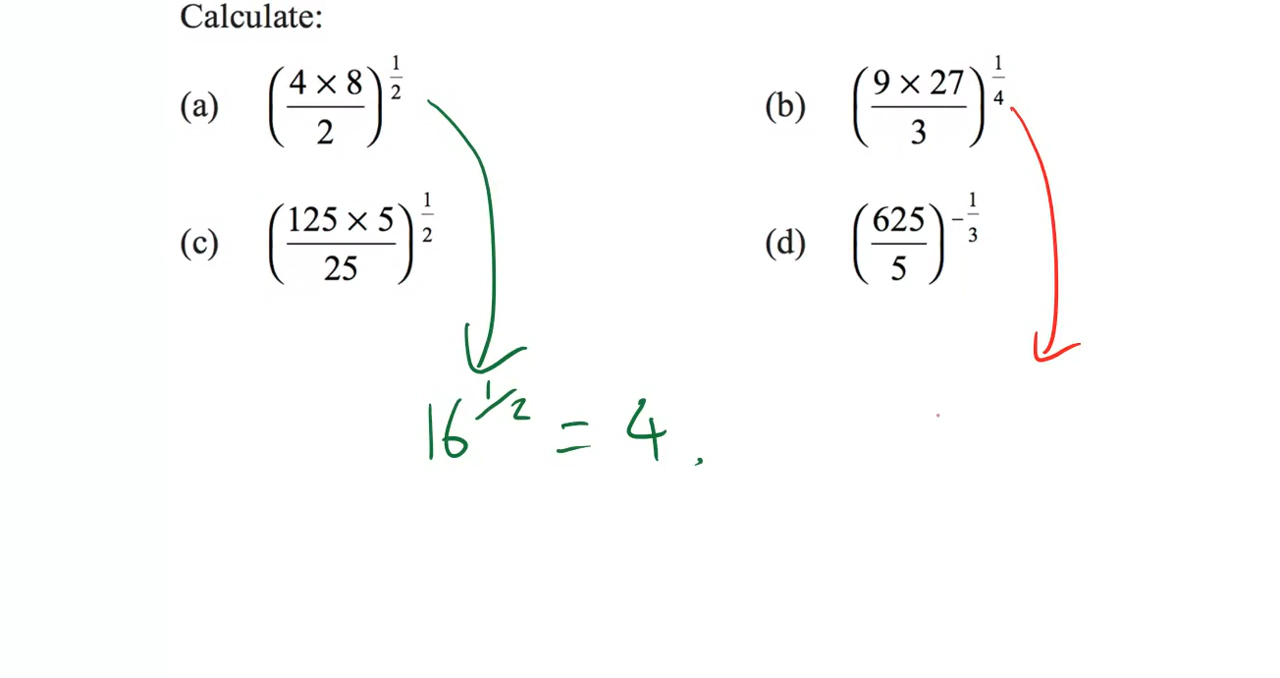 Calculate:
(a) (4 × 8 / 2)^(1/2)
(b) (9 × 27 / 3)^(1/4)
(c) (125 × 5 / 25)^(1/2)
(d) (625 / 5)^(-1/3)
16^(1/2) = 4 .